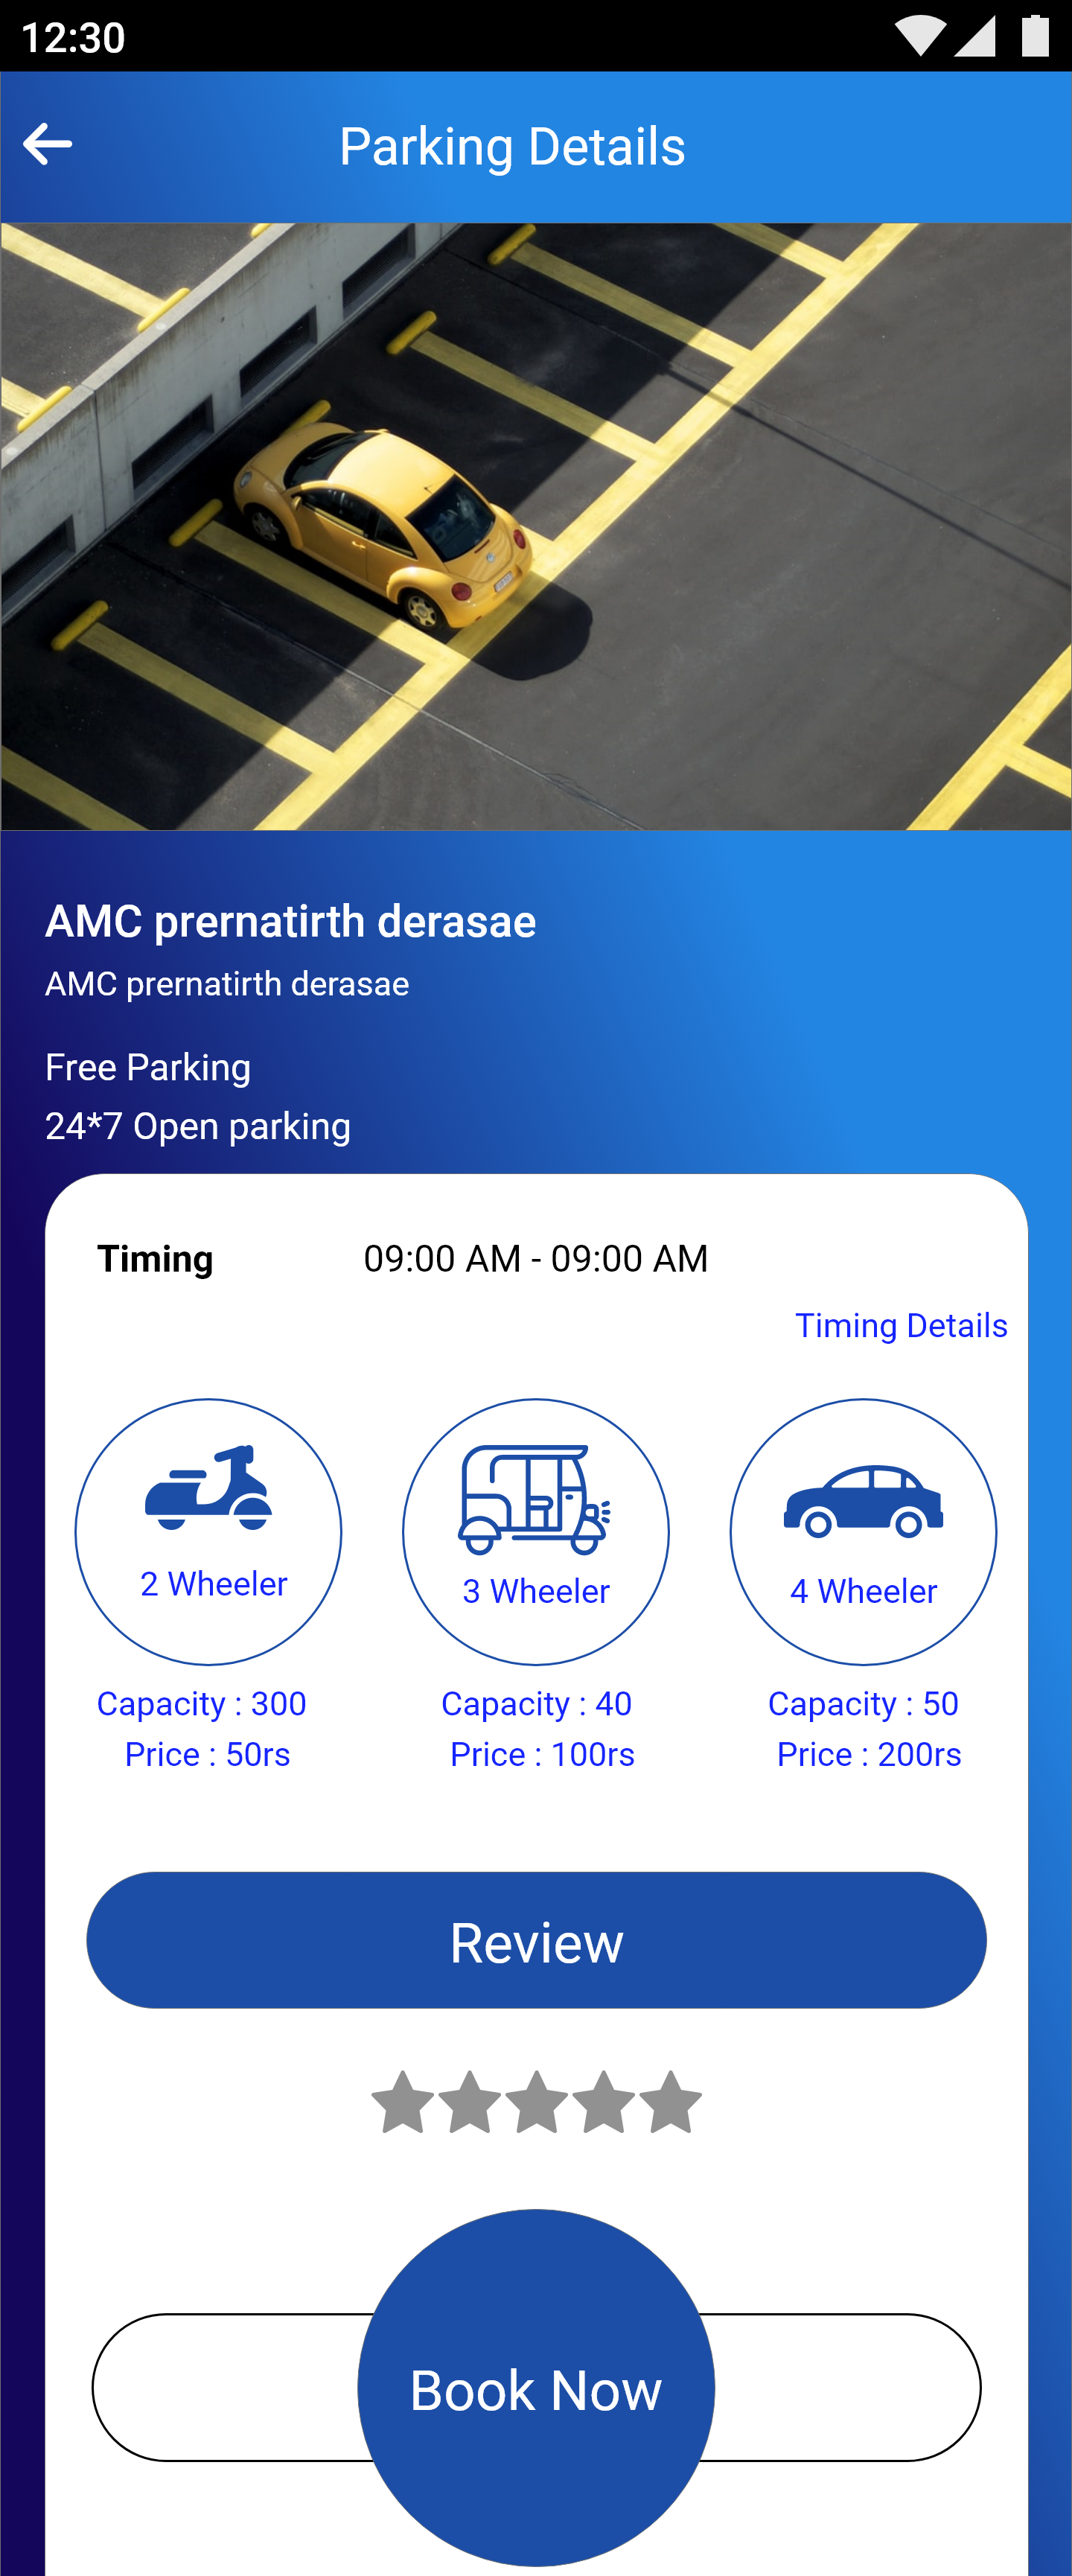 12:30
Parking Details
AMC prernatirth derasae
AMC prernatirth derasae
Free Parking
24*7 Open parking
Timing 09:00 AM - 09:00 AM
Timing Details
2 Wheeler 3 Wheeler 4 Wheeler
Capacity : 300 Capacity : 40 Capacity : 50
Price : 50rs Price : 100rs Price : 200rs
Review
Book Now